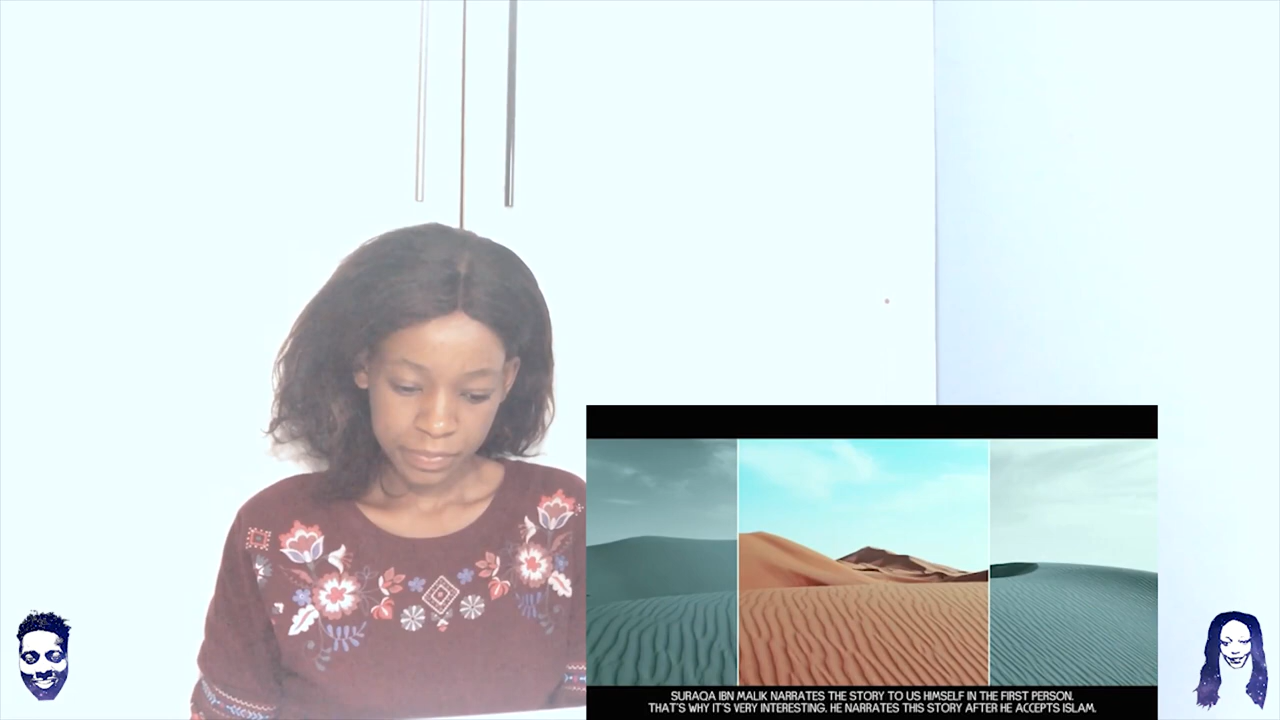 SURAQA IBN MALIK NARRATES THE STORY TO US HIMSELF IN THE FIRST PERSON.
THAT'S WHY IT'S VERY INTERESTING. HE NARRATES THIS STORY AFTER HE ACCEPTS ISLAM.